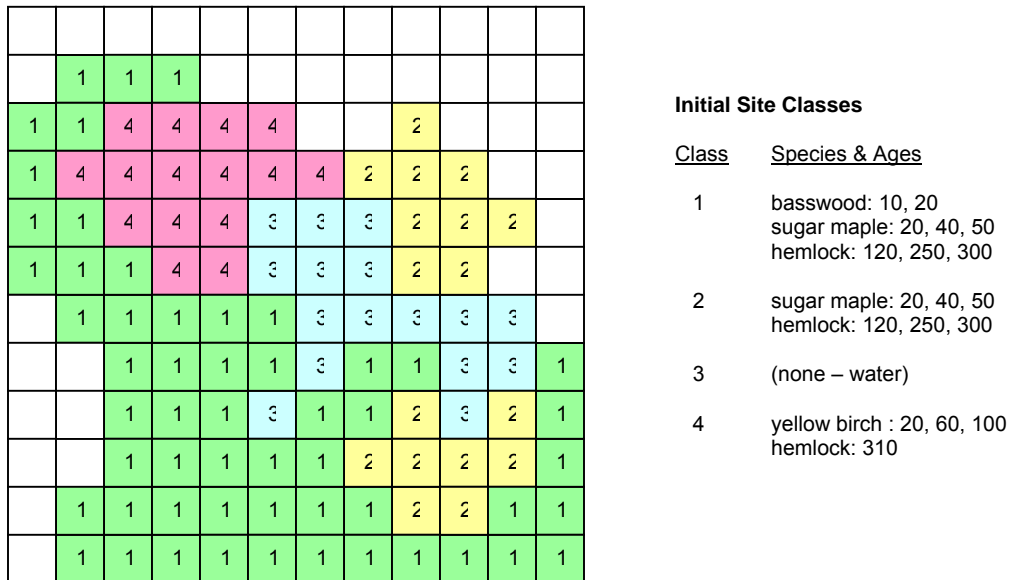 1 1 1
1 1 4 4 4 4 2
1 4 4 4 4 4 4 2 2 2
1 1 4 4 4 3 3 3 2 2 2
1 1 1 4 4 3 3 3 2 2
1 1 1 1 1 3 3 3 3 3
1 1 1 1 3 1 1 3 3 1
1 1 1 3 1 1 2 3 2 1
1 1 1 1 1 2 2 2 2 1
1 1 1 1 1 1 1 2 2 1 1
1 1 1 1 1 1 1 1 1 1 1
Initial Site Classes
Class Species & Ages
1 basswood: 10, 20
sugar maple: 20, 40, 50
hemlock: 120, 250, 300
2 sugar maple: 20, 40, 50
hemlock: 120, 250, 300
3 (none – water)
4 yellow birch : 20, 60, 100
hemlock: 310